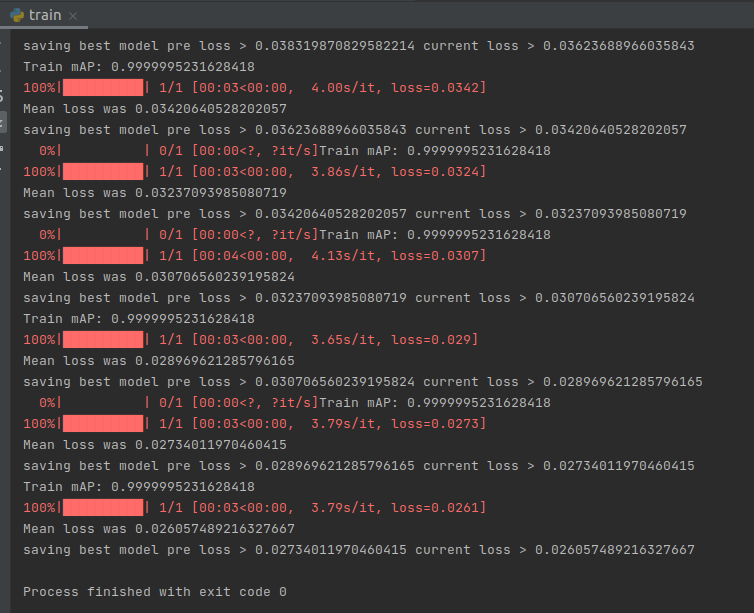 train
saving best model pre loss > 0.038319870829582214 current loss > 0.03623688966035843
Train mAP: 0.9999995231628418
100%|██████████| 1/1 [00:03<00:00,  4.00s/it, loss=0.0342]
Mean loss was 0.03420640528202057
saving best model pre loss > 0.03623688966035843 current loss > 0.03420640528202057
  0%|          | 0/1 [00:00<?, ?it/s]Train mAP: 0.9999995231628418
100%|██████████| 1/1 [00:03<00:00,  3.86s/it, loss=0.0324]
Mean loss was 0.03237093985080719
saving best model pre loss > 0.03420640528202057 current loss > 0.03237093985080719
  0%|          | 0/1 [00:00<?, ?it/s]Train mAP: 0.9999995231628418
100%|██████████| 1/1 [00:04<00:00,  4.13s/it, loss=0.0307]
Mean loss was 0.030706560239195824
saving best model pre loss > 0.03237093985080719 current loss > 0.030706560239195824
Train mAP: 0.9999995231628418
100%|██████████| 1/1 [00:03<00:00,  3.65s/it, loss=0.029]
Mean loss was 0.028969621285796165
saving best model pre loss > 0.030706560239195824 current loss > 0.028969621285796165
  0%|          | 0/1 [00:00<?, ?it/s]Train mAP: 0.9999995231628418
100%|██████████| 1/1 [00:03<00:00,  3.79s/it, loss=0.0273]
Mean loss was 0.02734011970460415
saving best model pre loss > 0.028969621285796165 current loss > 0.02734011970460415
Train mAP: 0.9999995231628418
100%|██████████| 1/1 [00:03<00:00,  3.79s/it, loss=0.0261]
Mean loss was 0.026057489216327667
saving best model pre loss > 0.02734011970460415 current loss > 0.026057489216327667
Process finished with exit code 0